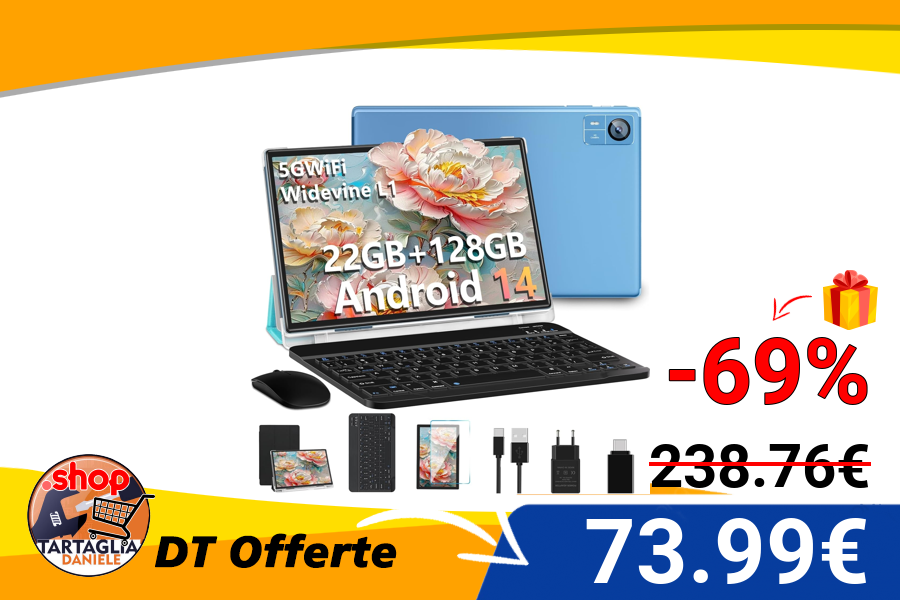 5GWiFi
Widevine L1
22GB+128GB
Android 14
-69%
238.76€
73.99€
.shop
TARTAGLIA
DANIELE
DT Offerte